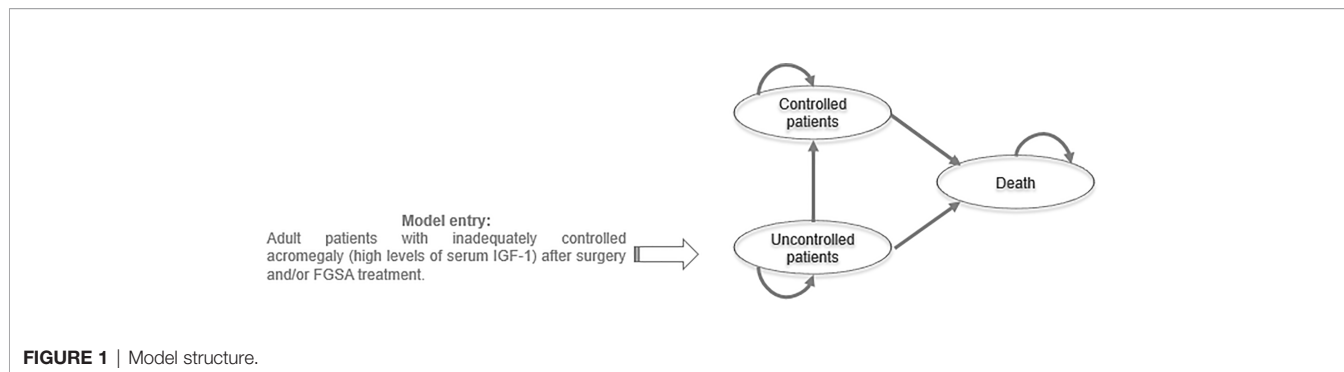 Controlled
patients
Death
Model entry:
Adult patients with inadequately controlled
acromegaly (high levels of serum IGF-1) after surgery
and/or FGSA treatment.
Uncontrolled
patients
FIGURE 1 | Model structure.